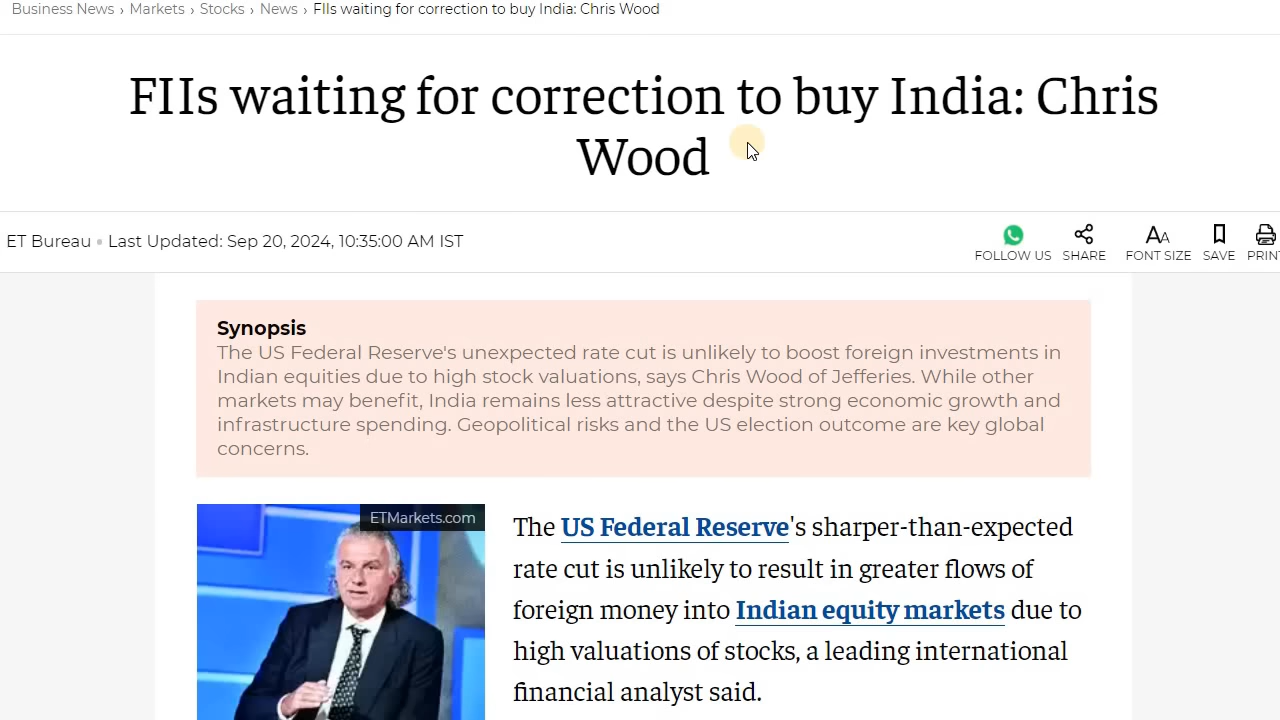 Business News › Markets › Stocks › News › FIIs waiting for correction to buy India: Chris Wood
FIIs waiting for correction to buy India: Chris
Wood
ET Bureau • Last Updated: Sep 20, 2024, 10:35:00 AM IST
FOLLOW US SHARE FONT SIZE SAVE PRINT
Synopsis
The US Federal Reserve's unexpected rate cut is unlikely to boost foreign investments in
Indian equities due to high stock valuations, says Chris Wood of Jefferies. While other
markets may benefit, India remains less attractive despite strong economic growth and
infrastructure spending. Geopolitical risks and the US election outcome are key global
concerns.
ETMarkets.com
The US Federal Reserve's sharper-than-expected
rate cut is unlikely to result in greater flows of
foreign money into Indian equity markets due to
high valuations of stocks, a leading international
financial analyst said.